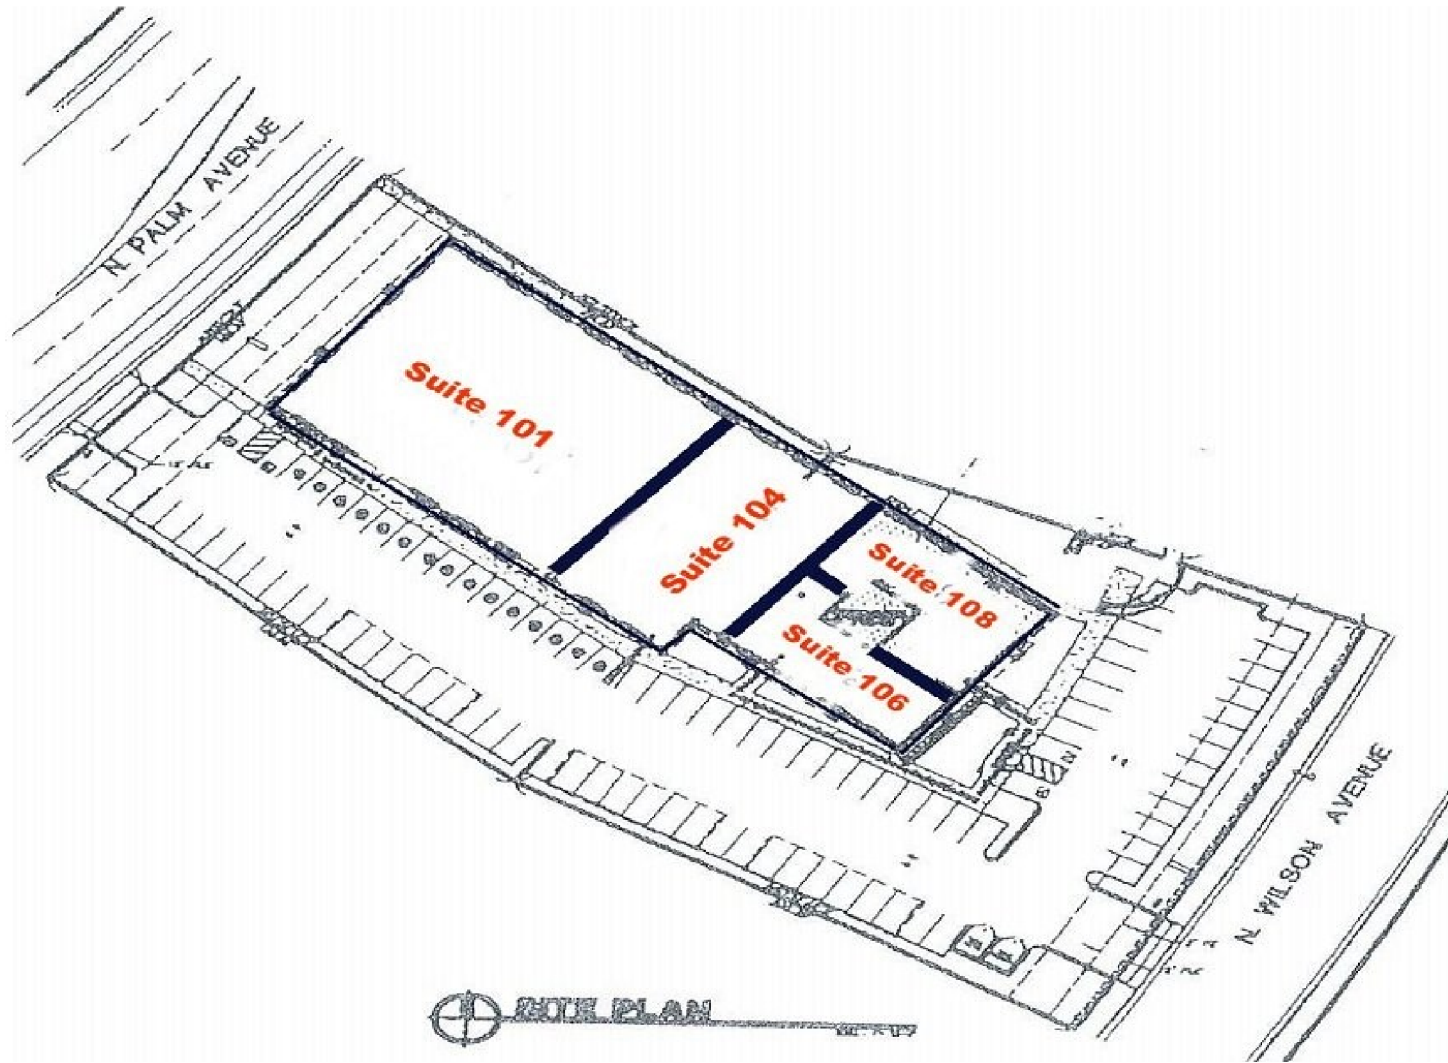 N. PALM AVENUE
Suite 101
Suite 104
Suite 108
Suite 106
N. WILSON AVENUE
SITE PLAN